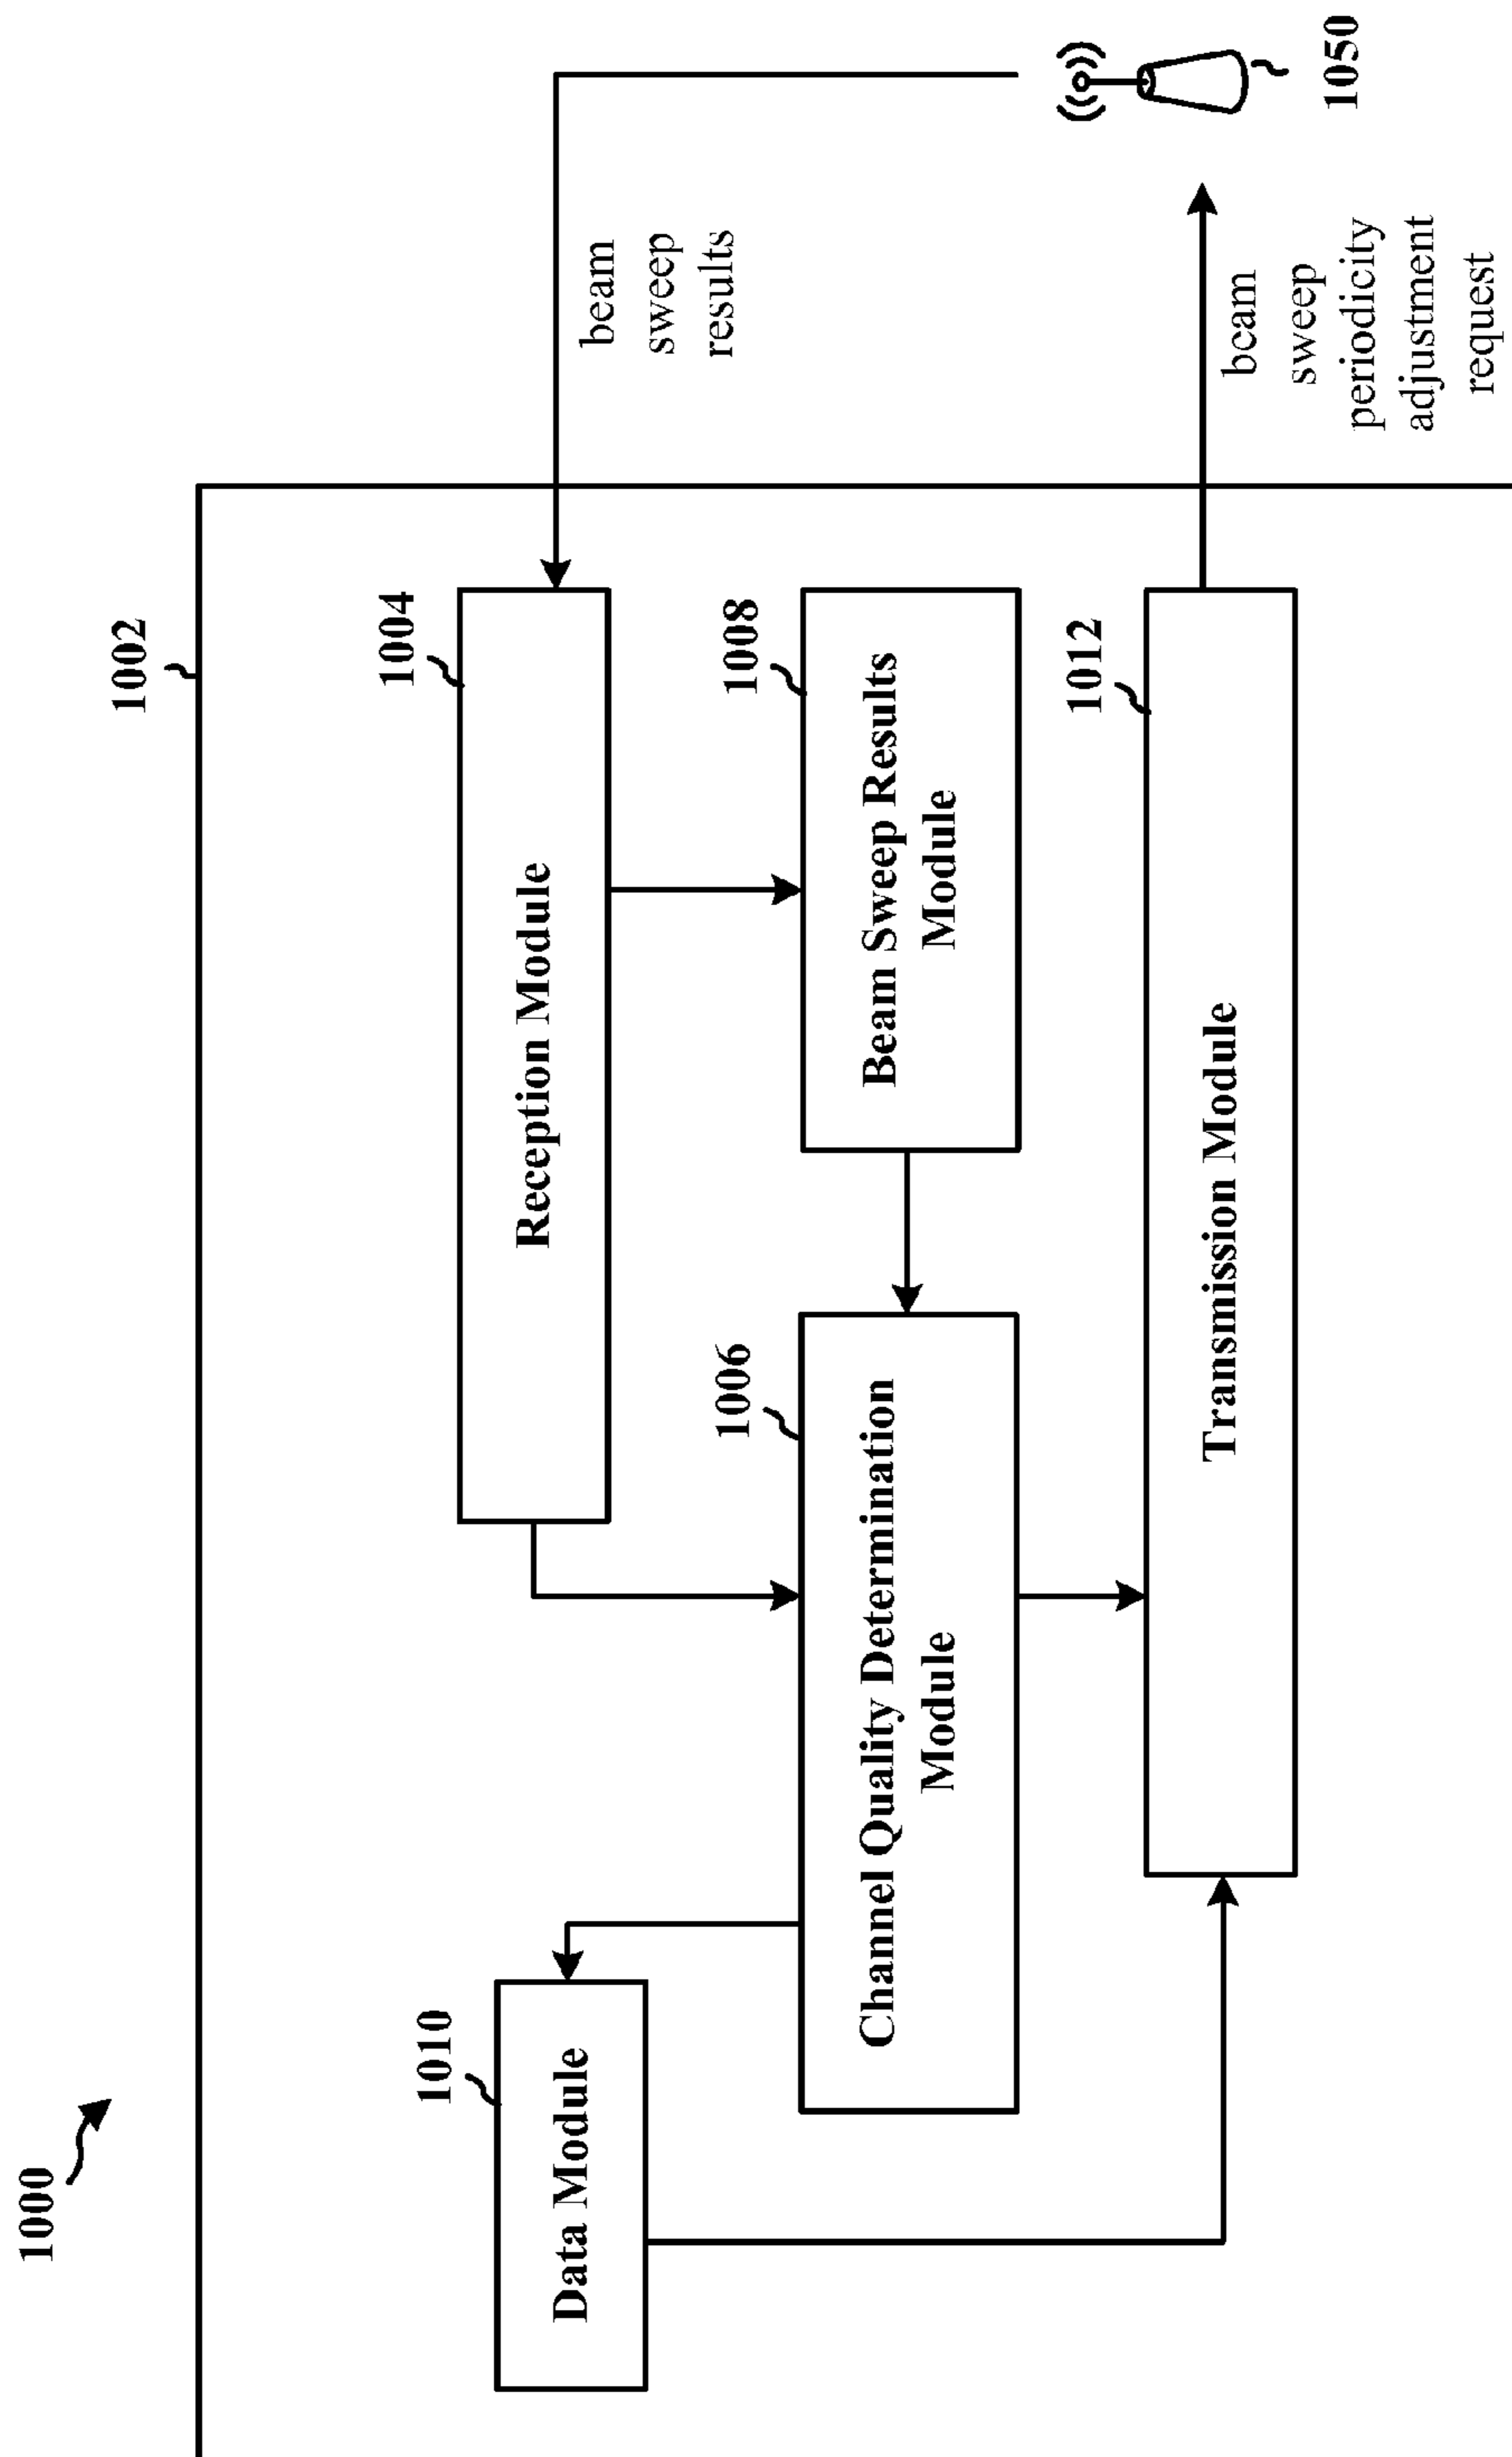 1000
1002
1004
Reception Module
beam
sweep
results
1010
Data Module
1006
Channel Quality Determination
Module
1008
Beam Sweep Results
Module
1012
Transmission Module
1050
beam
sweep
periodicity
adjustment
request